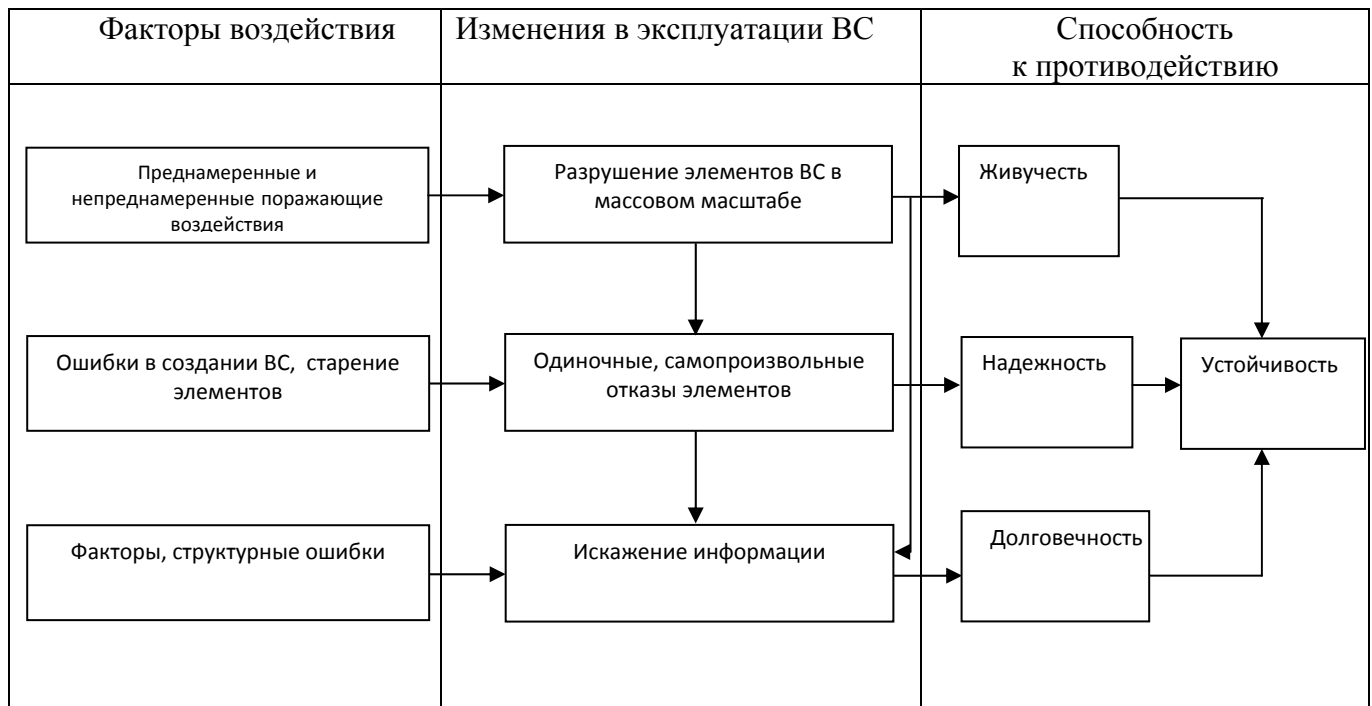 Факторы воздействия
Изменения в эксплуатации ВС
Способность
к противодействию
Преднамеренные и
непреднамеренные поражающие
воздействия
Разрушение элементов ВС в
массовом масштабе
Живучесть
Ошибки в создании ВС, старение
элементов
Одиночные, самопроизвольные
отказы элементов
Надежность
Устойчивость
Факторы, структурные ошибки
Искажение информации
Долговечность